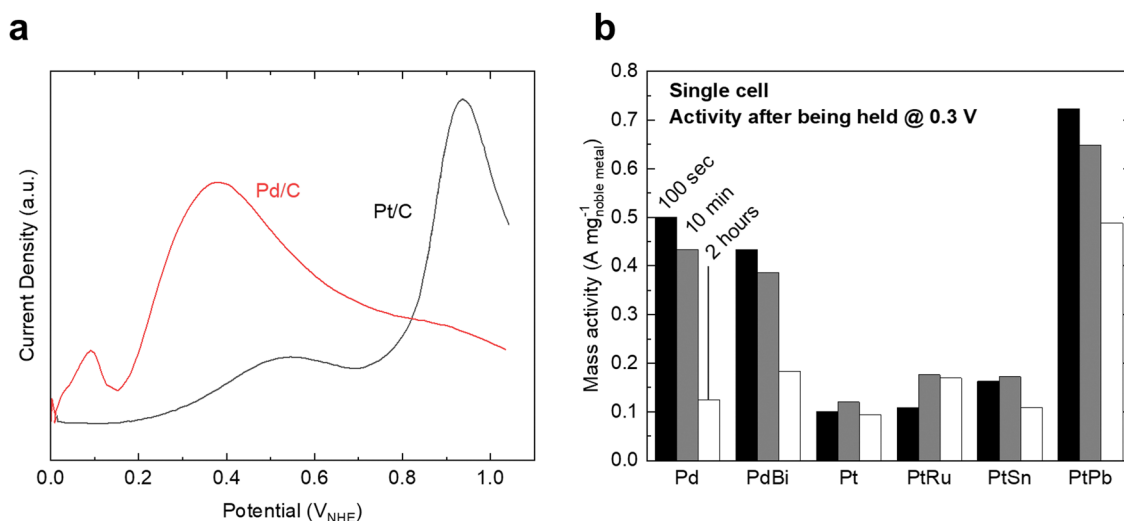 a
Current Density (a.u.)
Pd/C
Pt/C
0.0 0.2 0.4 0.6 0.8 1.0
Potential (V_NHE)
b
Mass activity (A mg⁻¹_noble metal)
0.8
0.7
0.6
0.5
0.4
0.3
0.2
0.1
0.0
Single cell
Activity after being held @ 0.3 V
100 sec
10 min
2 hours
Pd PdBi Pt PtRu PtSn PtPb